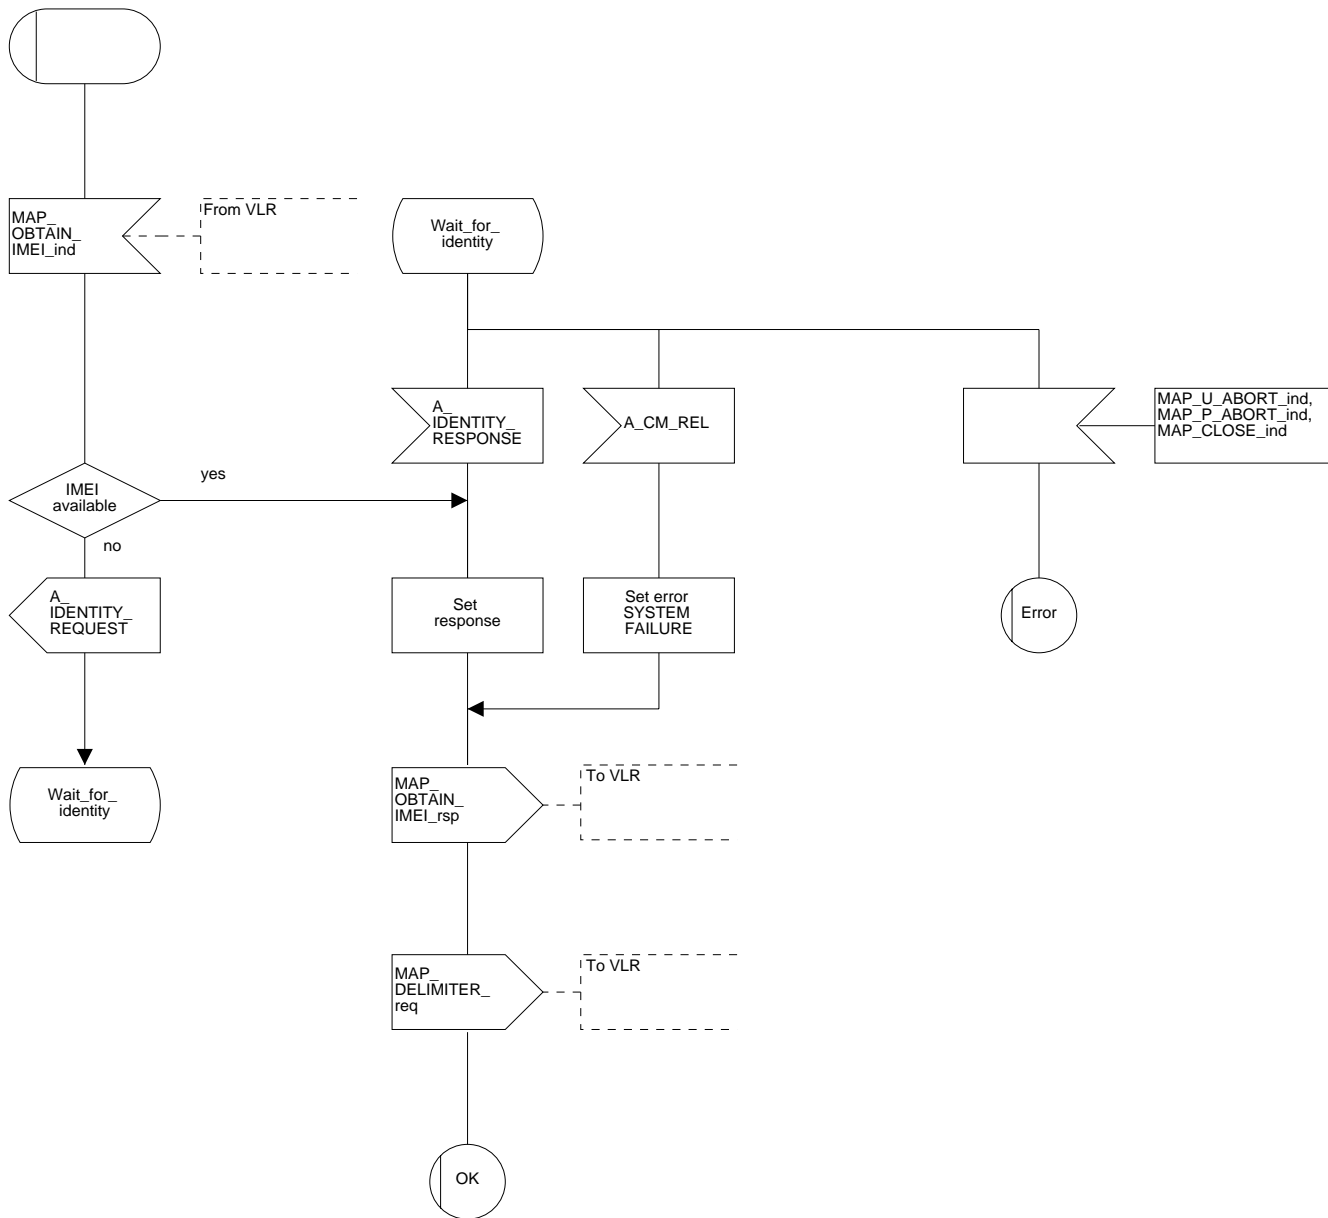 MAP_
OBTAIN_
IMEI_ind
From VLR
Wait_for_
identity
A_
IDENTITY_
RESPONSE
A_CM_REL
MAP_U_ABORT_ind,
MAP_P_ABORT_ind,
MAP_CLOSE_ind
IMEI
available
yes
no
A_
IDENTITY_
REQUEST
Set
response
Set error
SYSTEM
FAILURE
Error
Wait_for_
identity
MAP_
OBTAIN_
IMEI_rsp
To VLR
MAP_
DELIMITER_
req
To VLR
OK